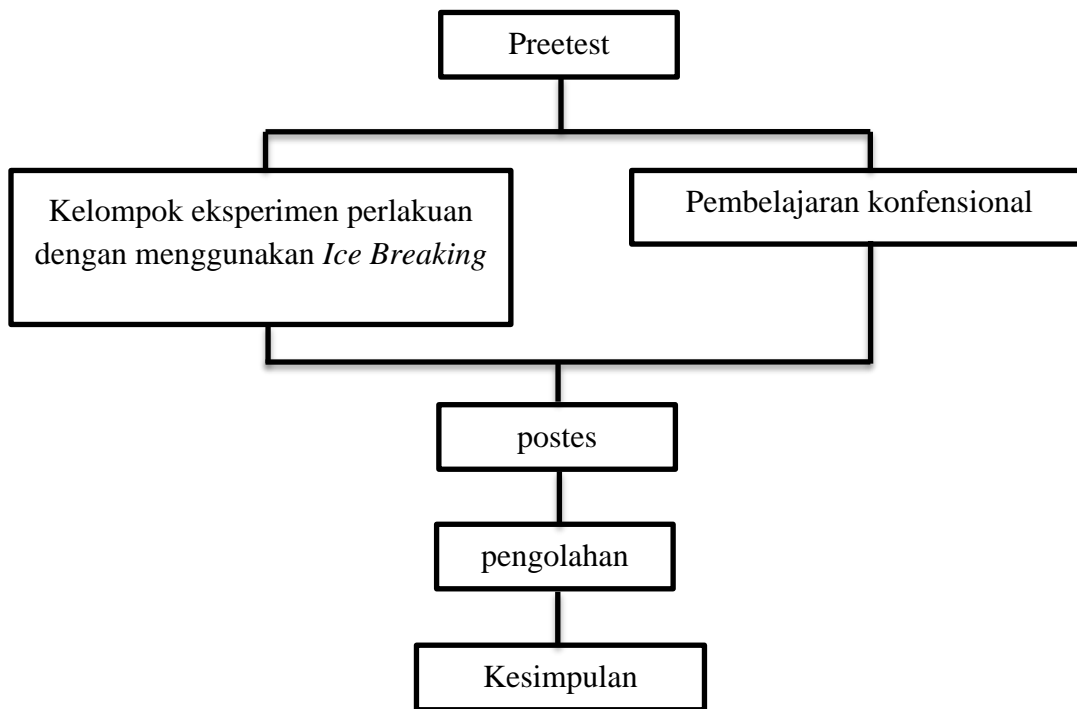 Preetest
Kelompok eksperimen perlakuan
dengan menggunakan Ice Breaking
Pembelajaran konfensional
postes
pengolahan
Kesimpulan